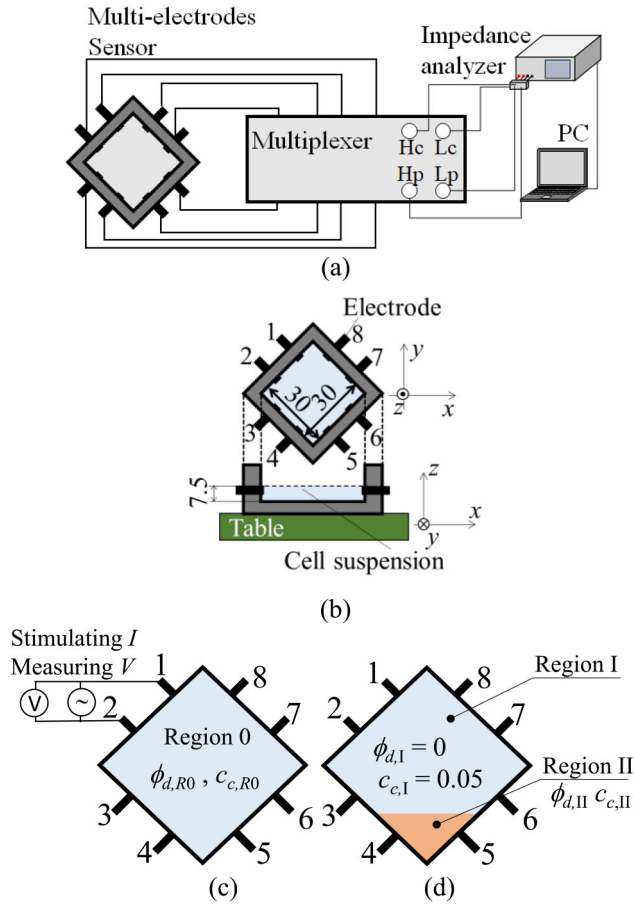 Multi-electrodes
Sensor
Impedance
analyzer
Multiplexer
Hc Lc
Hp Lp
PC
(a)
Electrode
1 8
2 7
30 30
3 6
4 5
y
z x
7.5
z
x
y
Table
Cell suspension
(b)
Stimulating I
Measuring V
V ~
1 8
2 7
Region 0
ϕd,R0 , cc,R0
3 6
4 5
(c)
1 8
2 7
Region I
ϕd,I = 0
cc,I = 0.05
Region II
ϕd,II cc,II
3 6
4 5
(d)